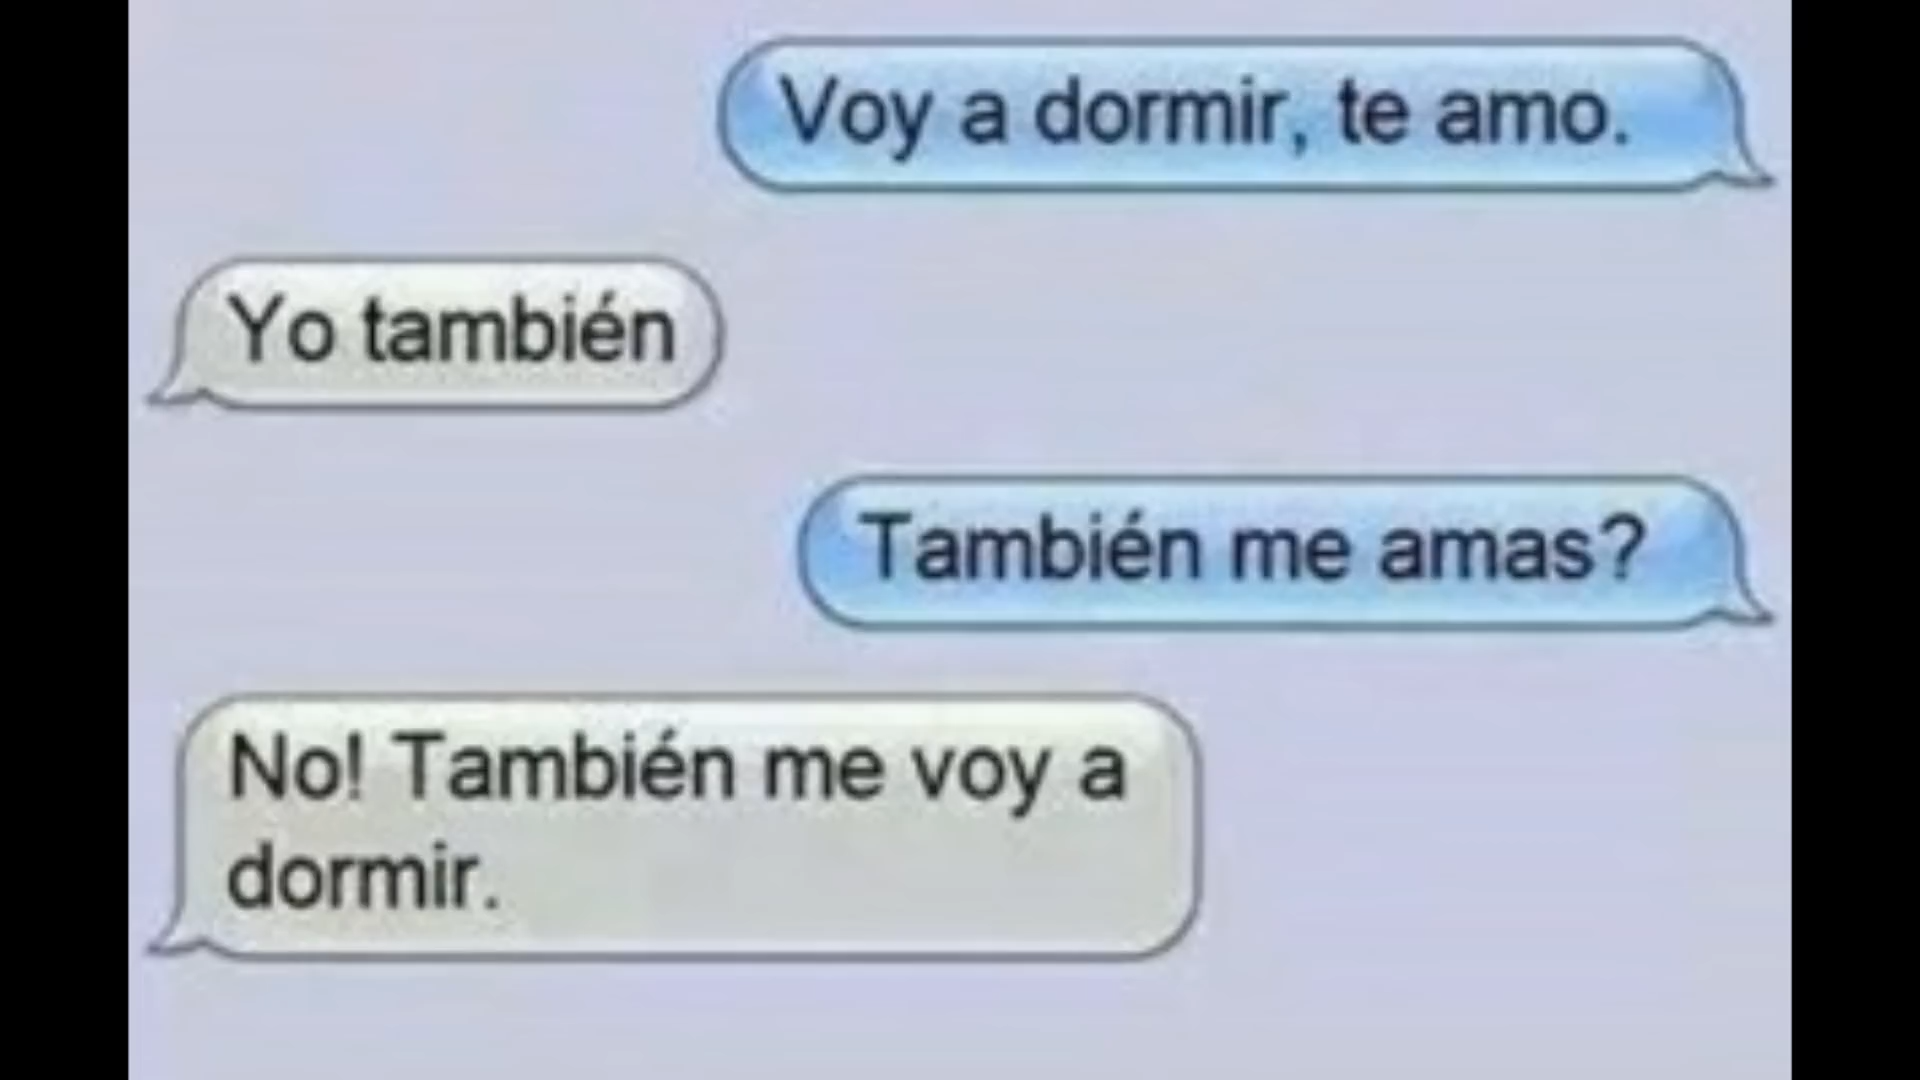 Voy a dormir, te amo.
Yo también
También me amas?
No! También me voy a
dormir.